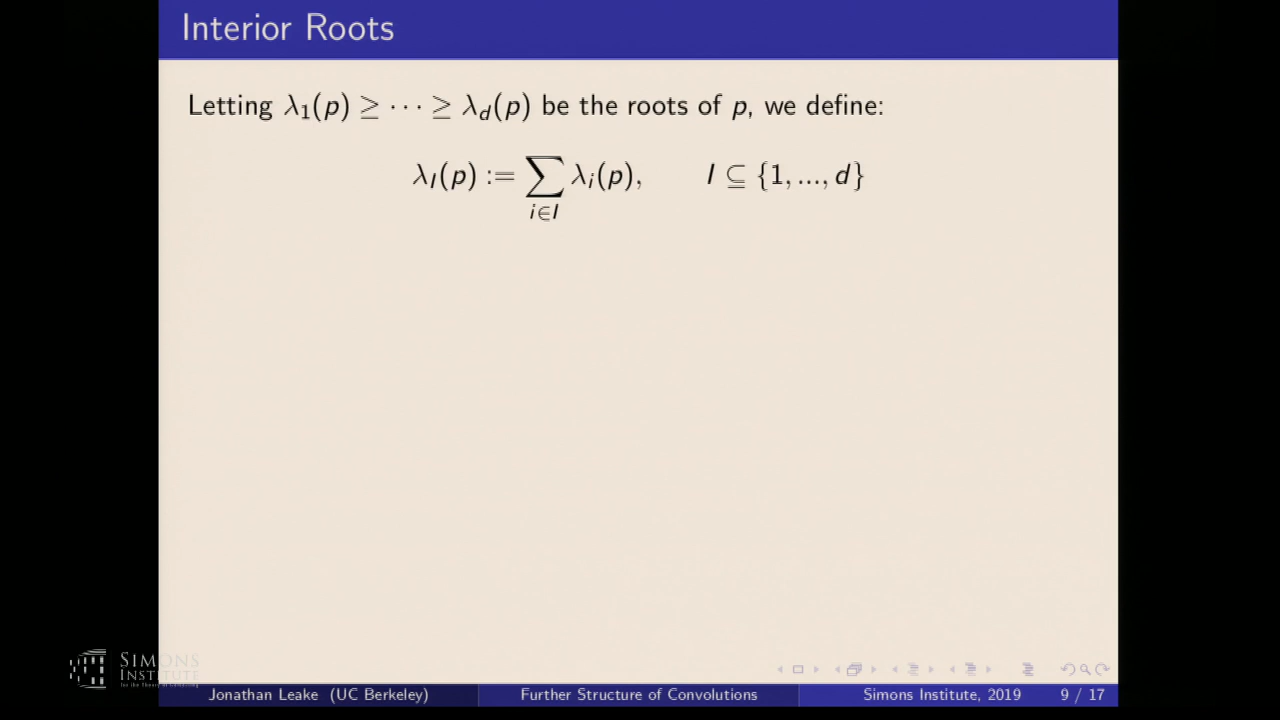 Interior Roots
Letting λ₁(p) ≥ ··· ≥ λ_d(p) be the roots of p, we define:
λ_I(p) := ∑_{i∈I} λ_i(p), I ⊆ {1, ..., d}
SIMONS
INSTITUTE
Jonathan Leake (UC Berkeley) Further Structure of Convolutions Simons Institute, 2019 9 / 17